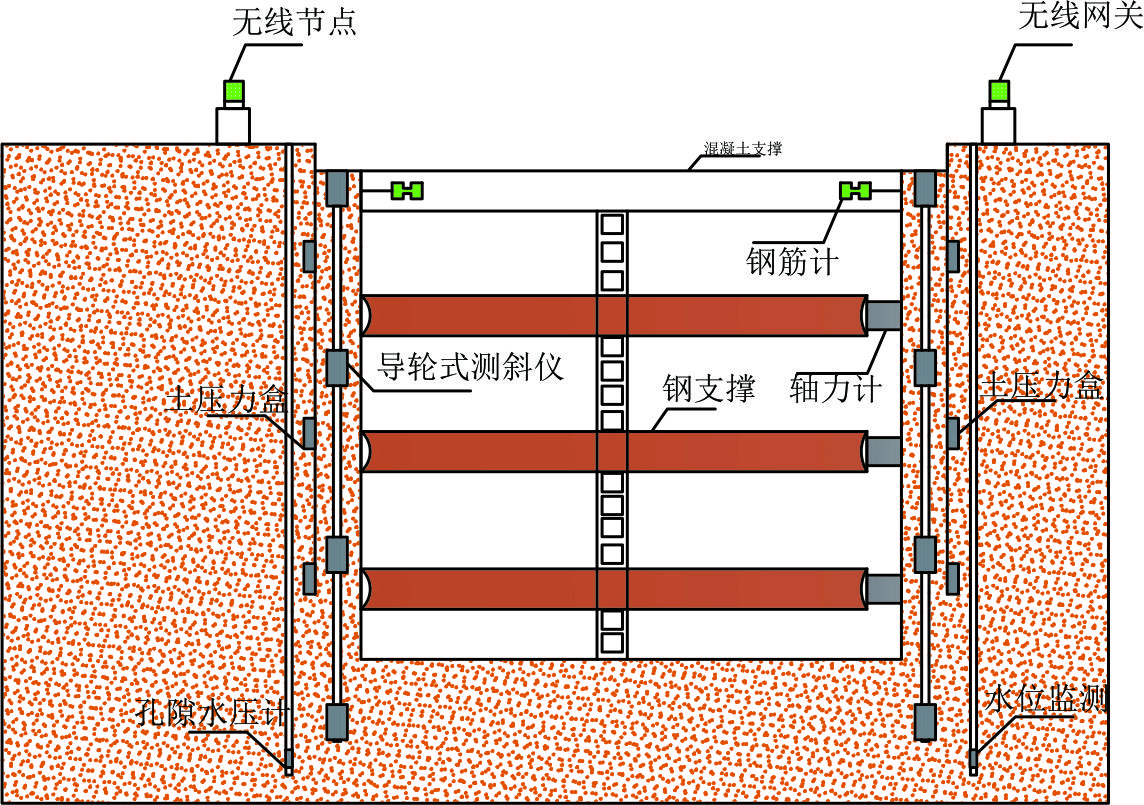 无线节点
无线网关
混凝土支撑
钢筋计
导轮式测斜仪
钢支撑
轴力计
土压力盒
土压力盒
孔隙水压计
水位监测